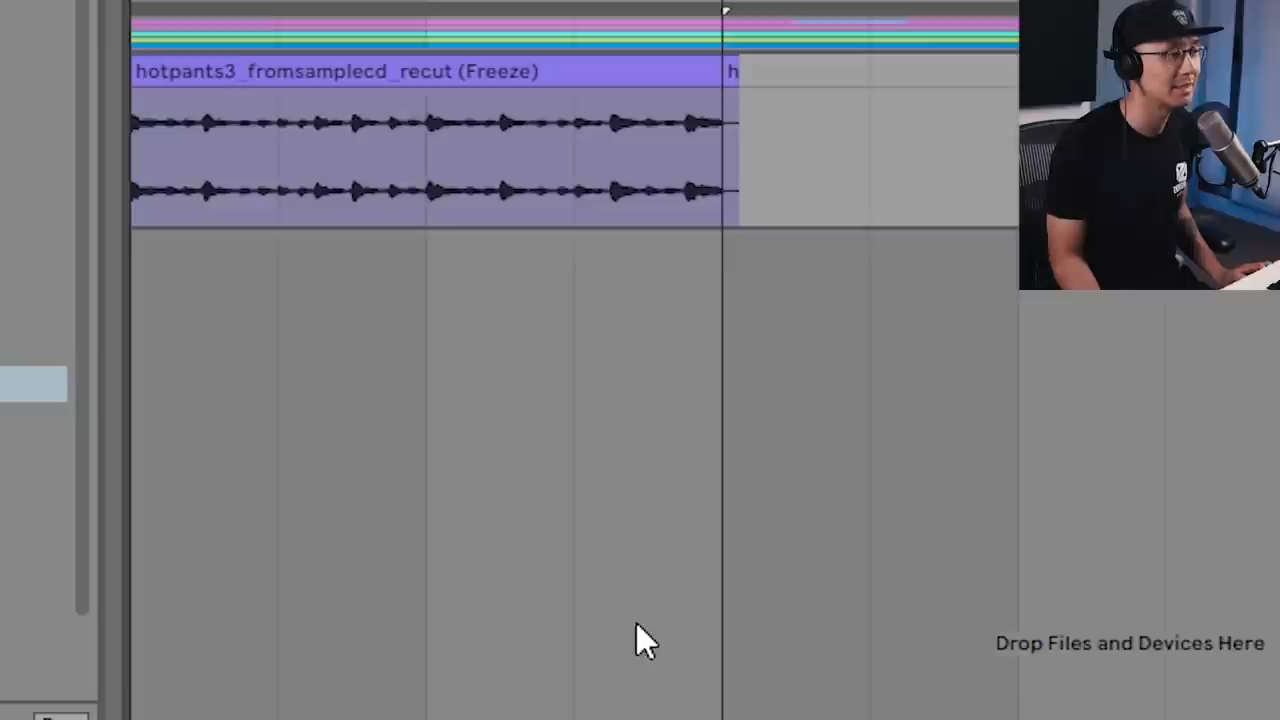 hotpants3_fromsamplecd_recut (Freeze)
h
Drop Files and Devices Here